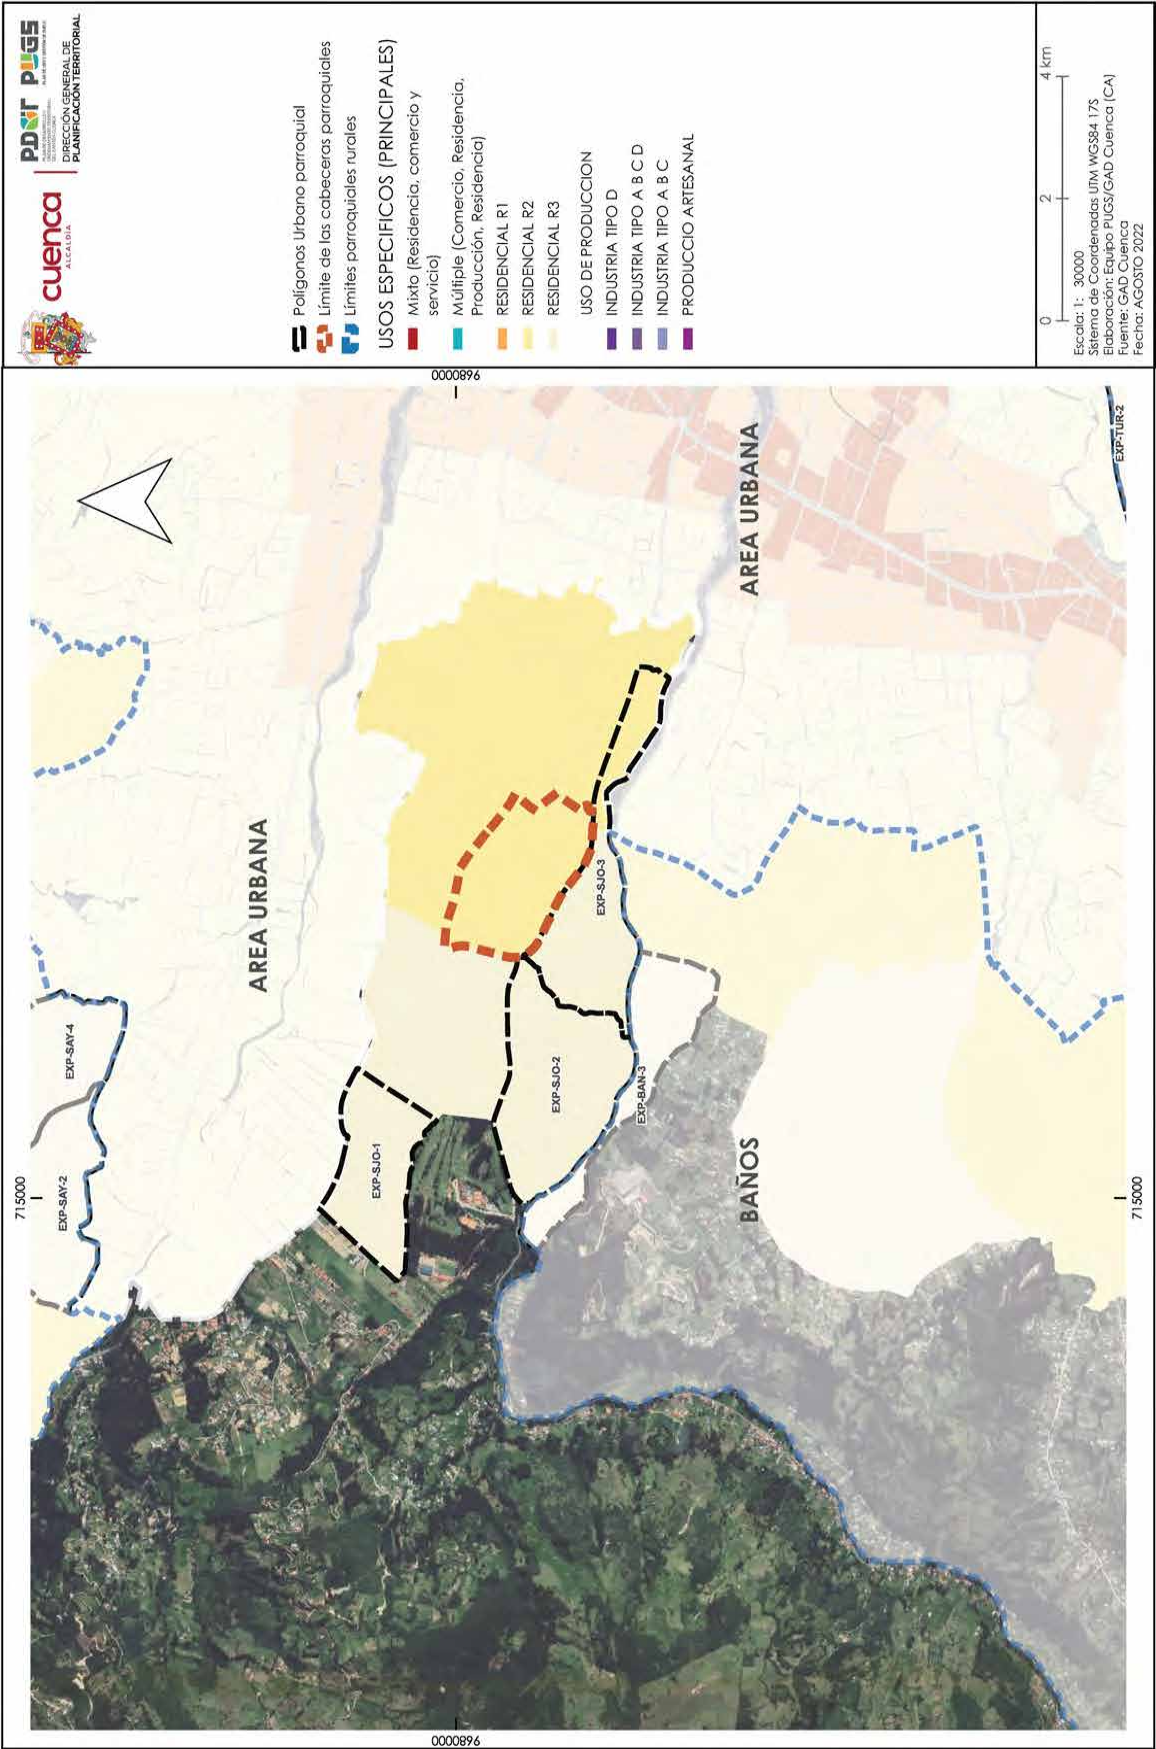 cuenca
ALCALDÍA
PDOT
PUGS
DIRECCIÓN GENERAL DE
PLANIFICACIÓN TERRITORIAL
Polígonos Urbano parroquial
Límite de las cabeceras parroquiales
Límites parroquiales rurales
USOS ESPECIFICOS (PRINCIPALES)
Mixto (Residencia, comercio y
servicio)
Múltiple (Comercio, Residencia,
Producción, Residencia)
RESIDENCIAL R1
RESIDENCIAL R2
RESIDENCIAL R3
USO DE PRODUCCION
INDUSTRIA TIPO D
INDUSTRIA TIPO A B C D
INDUSTRIA TIPO A B C
PRODUCCIO ARTESANAL
0 2 4 km
Escala: 1: 30000
Sistema de Coordenadas UTM WGS84 17S
Elaboración: Equipo PUGS/GAD Cuenca (CA)
Fuente: GAD Cuenca
Fecha: AGOSTO 2022
715000
EXP-SAY-2
EXP-SAY-4
AREA URBANA
EXP-SJO-1
9680000
9680000
EXP-SJO-2
EXP-SJO-3
EXP-BAN-3
BAÑOS
AREA URBANA
EXP-TUR-2
715000